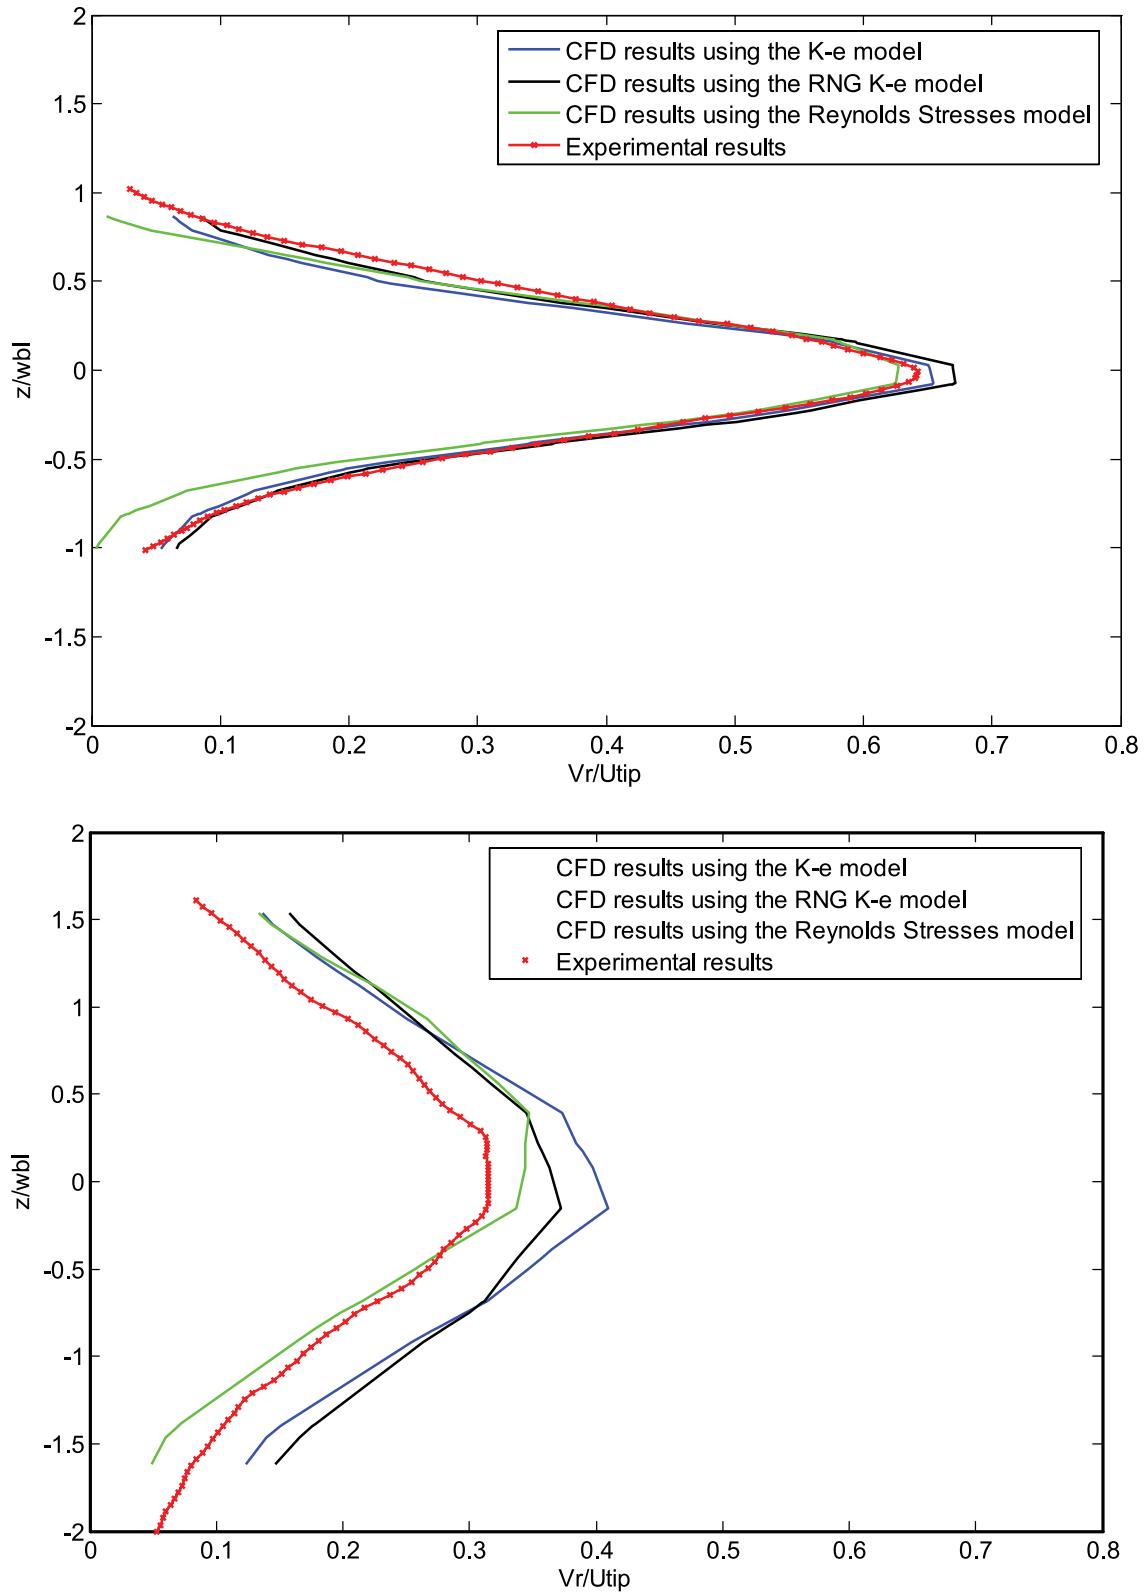 2
1.5
1
0.5
0
-0.5
-1
-1.5
-2
z/wbl
CFD results using the K-e model
CFD results using the RNG K-e model
CFD results using the Reynolds Stresses model
Experimental results
0 0.1 0.2 0.3 0.4 0.5 0.6 0.7 0.8
Vr/Utip
2
1.5
1
0.5
0
-0.5
-1
-1.5
-2
z/wbl
CFD results using the K-e model
CFD results using the RNG K-e model
CFD results using the Reynolds Stresses model
Experimental results
0 0.1 0.2 0.3 0.4 0.5 0.6 0.7 0.8
Vr/Utip